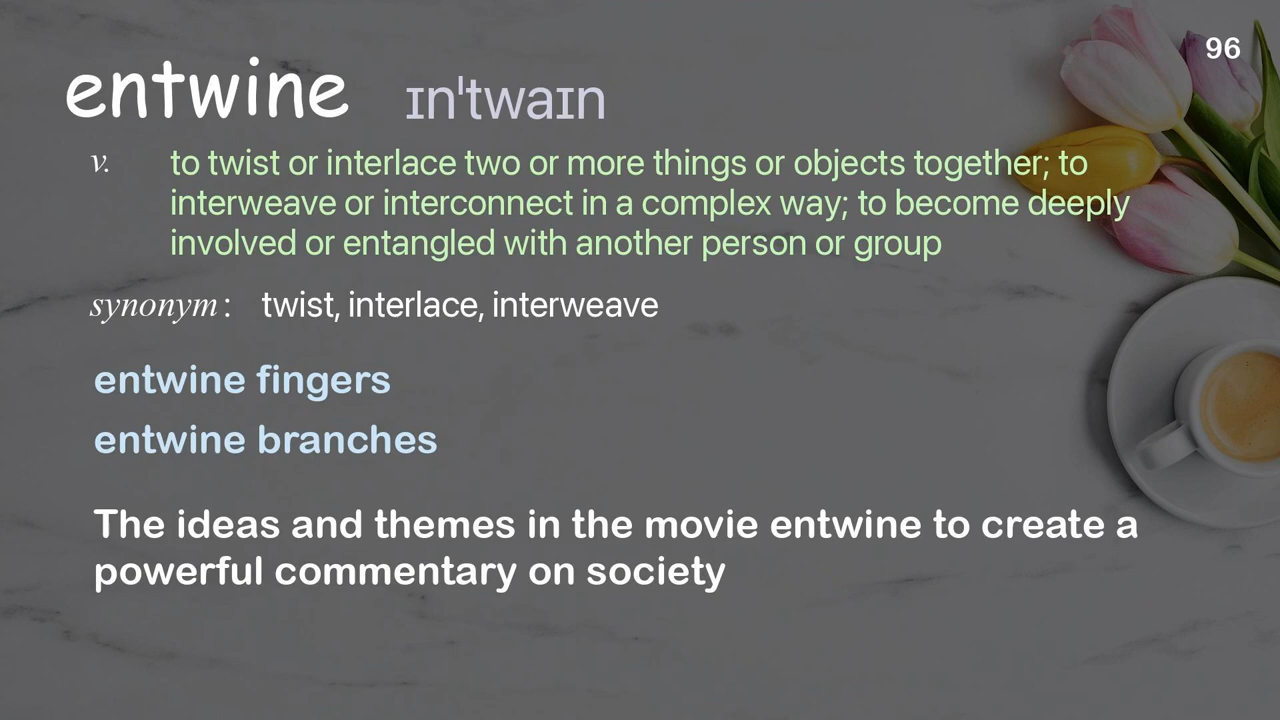 96
entwine ɪn'twaɪn
v. to twist or interlace two or more things or objects together; to
interweave or interconnect in a complex way; to become deeply
involved or entangled with another person or group
synonym: twist, interlace, interweave
entwine fingers
entwine branches
The ideas and themes in the movie entwine to create a
powerful commentary on society